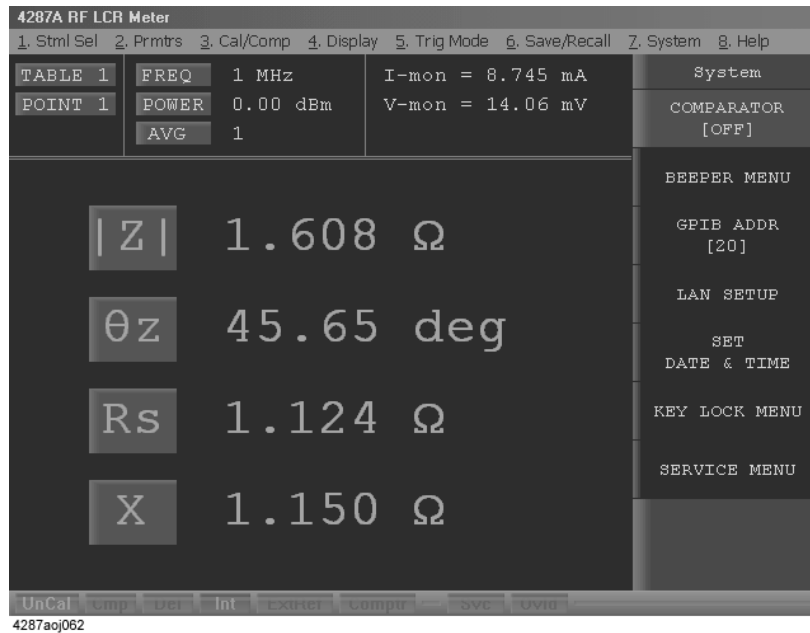 4287A RF LCR Meter
1. Stml Sel 2. Prmtrs 3. Cal/Comp 4. Display 5. Trig Mode 6. Save/Recall 7. System 8. Help
TABLE 1 FREQ 1 MHz I-mon = 8.745 mA
POINT 1 POWER 0.00 dBm V-mon = 14.06 mV
AVG 1
|Z| 1.608 Ω
θz 45.65 deg
Rs 1.124 Ω
X 1.150 Ω
System
COMPARATOR
[OFF]
BEEPER MENU
GPIB ADDR
[20]
LAN SETUP
SET
DATE & TIME
KEY LOCK MENU
SERVICE MENU
UnCal Cmp Del Int ExtRef Comptr Svc Ovld
4287aoj062